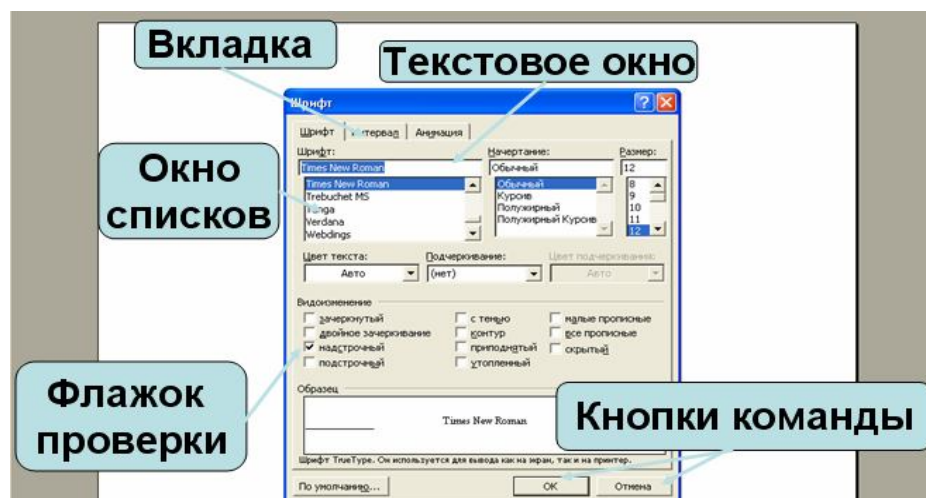 Вкладка
Текстовое окно
Шрифт
Шрифт Интервал Анимация
Шрифт: Начертание: Размер:
Times New Roman Обычный 12
Окно
списков
Times New Roman Обычный 8
Trebuchet MS Курсив 9
Tunga Полужирный 10
Verdana Полужирный Курсив 11
Webdings 12
Цвет текста: Подчеркивание: Цвет подчеркивания:
Авто (нет) Авто
Видоизменение
зачеркнутый с тенью малые прописные
двойное зачеркивание контур все прописные
надстрочный приподнятый скрытый
подстрочный утопленный
Флажок
проверки
Образец
Times New Roman
Кнопки команды
Шрифт TrueType. Он используется для вывода как на экран, так и на принтер.
По умолчанию... ОК Отмена